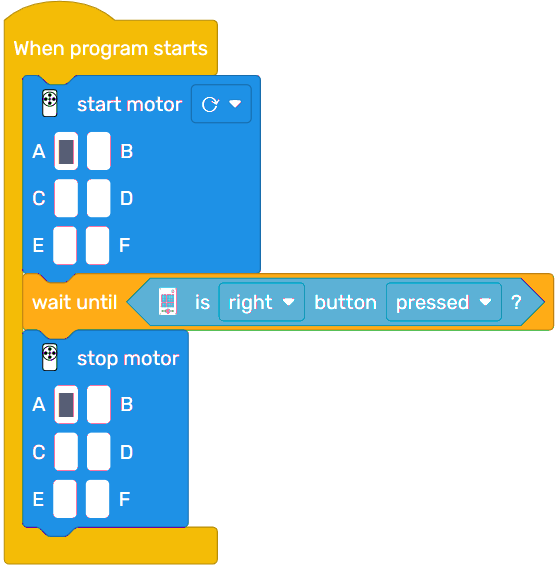 When program starts
start motor
A B
C D
E F
wait until is right button pressed ?
stop motor
A B
C D
E F